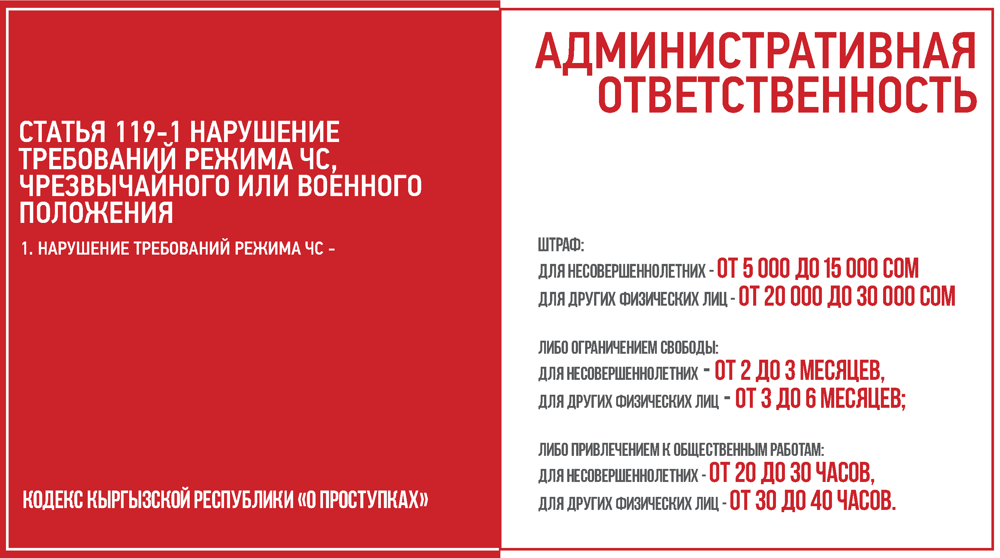 СТАТЬЯ 119-1 НАРУШЕНИЕ
ТРЕБОВАНИЙ РЕЖИМА ЧС,
ЧРЕЗВЫЧАЙНОГО ИЛИ ВОЕННОГО
ПОЛОЖЕНИЯ
1. НАРУШЕНИЕ ТРЕБОВАНИЙ РЕЖИМА ЧС -
КОДЕКС КЫРГЫЗСКОЙ РЕСПУБЛИКИ «О ПРОСТУПКАХ»
АДМИНИСТРАТИВНАЯ
ОТВЕТСТВЕННОСТЬ
ШТРАФ:
ДЛЯ НЕСОВЕРШЕННОЛЕТНИХ - ОТ 5 000 ДО 15 000 СОМ
ДЛЯ ДРУГИХ ФИЗИЧЕСКИХ ЛИЦ - ОТ 20 000 ДО 30 000 СОМ
ЛИБО ОГРАНИЧЕНИЕМ СВОБОДЫ:
ДЛЯ НЕСОВЕРШЕННОЛЕТНИХ - ОТ 2 ДО 3 МЕСЯЦЕВ,
ДЛЯ ДРУГИХ ФИЗИЧЕСКИХ ЛИЦ - ОТ 3 ДО 6 МЕСЯЦЕВ;
ЛИБО ПРИВЛЕЧЕНИЕМ К ОБЩЕСТВЕННЫМ РАБОТАМ:
ДЛЯ НЕСОВЕРШЕННОЛЕТНИХ - ОТ 20 ДО 30 ЧАСОВ,
ДЛЯ ДРУГИХ ФИЗИЧЕСКИХ ЛИЦ - ОТ 30 ДО 40 ЧАСОВ.